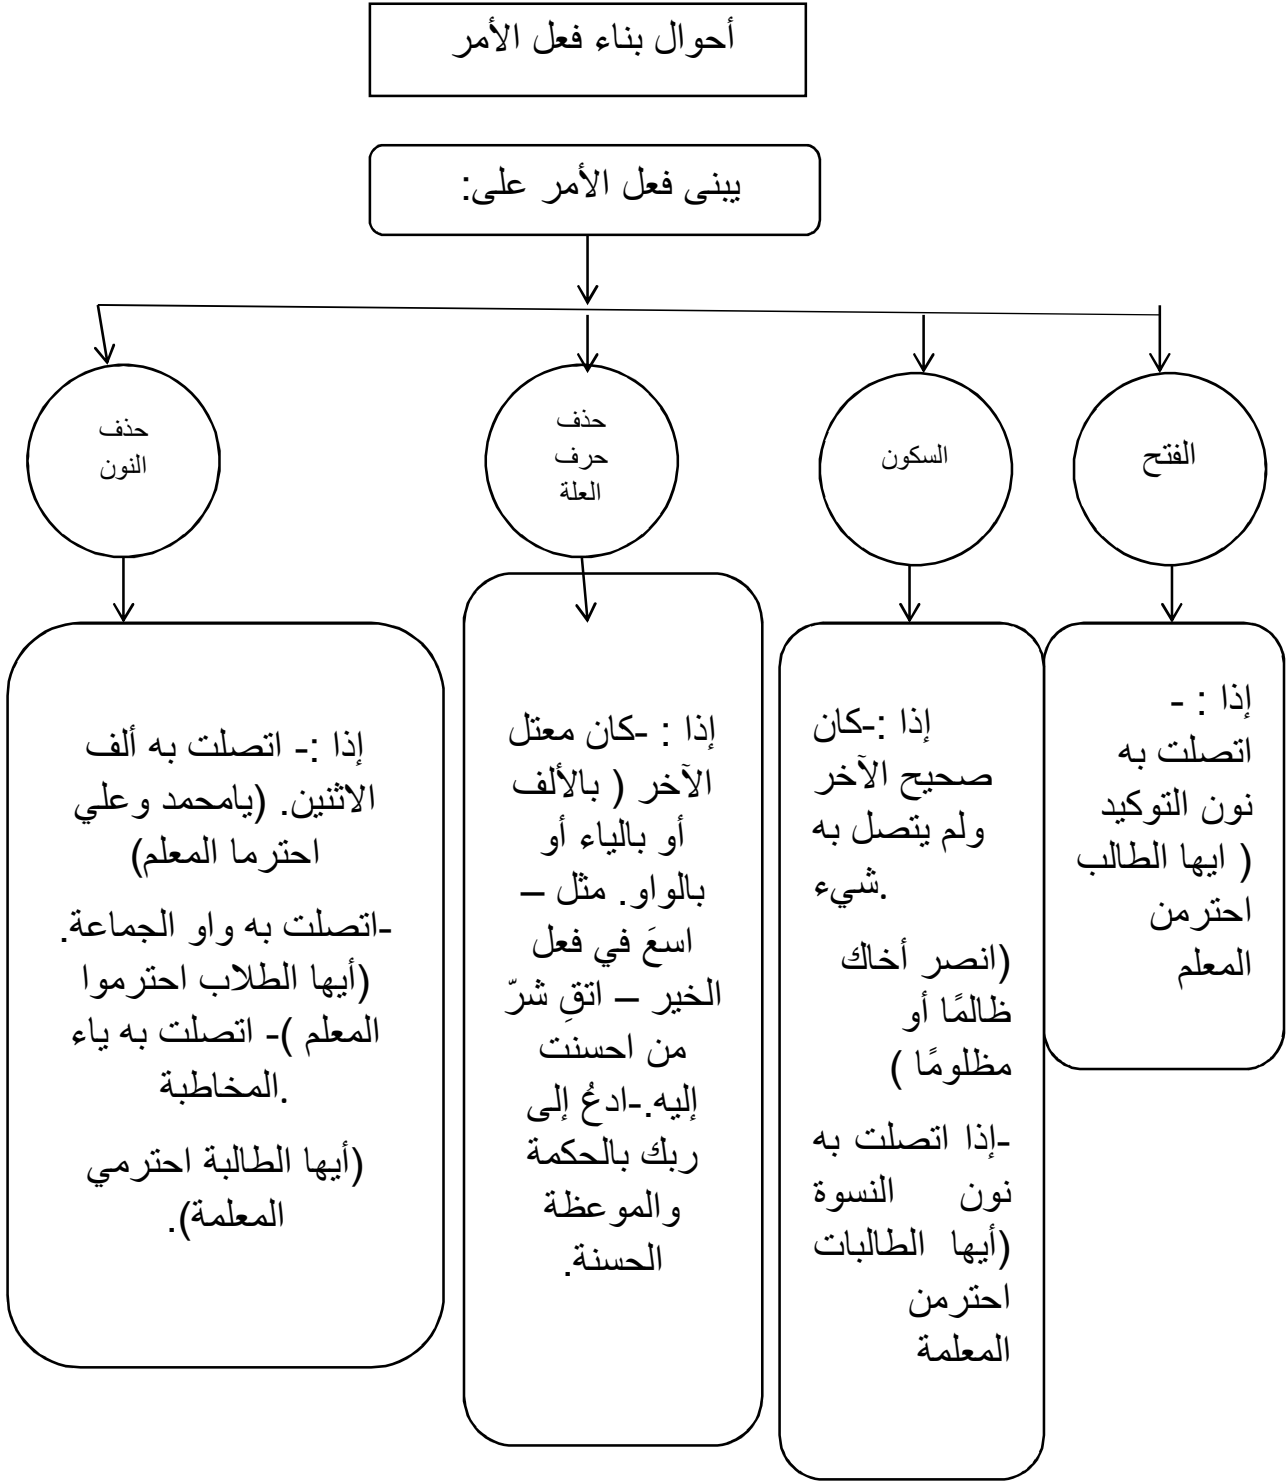 أحوال بناء فعل الأمر
يبنى فعل الأمر على:
الفتح
السكون
حذف
حرف
العلة
حذف
النون
إذا : -
اتصلت به
نون التوكيد
( ايها الطالب
احترمن
المعلم
إذا :-كان
صحيح الآخر
ولم يتصل به
شيء.
(انصر أخاك
ظالمًا أو
مظلومًا )
-إذا اتصلت به
نون النسوة
(أيها الطالبات
احترمن
المعلمة
إذا : -كان معتل
الآخر ( بالألف
أو بالياء أو
بالواو. مثل –
اسعَ في فعل
الخير – اتقِ شرّ
من احسنت
إليه.-ادعُ إلى
ربك بالحكمة
والموعظة
الحسنة.
إذا :- اتصلت به ألف
الاثنين. (يامحمد وعلي
احترما المعلم)
-اتصلت به واو الجماعة.
(أيها الطلاب احترموا
المعلم )- اتصلت به ياء
المخاطبة.
(أيها الطالبة احترمي
المعلمة).